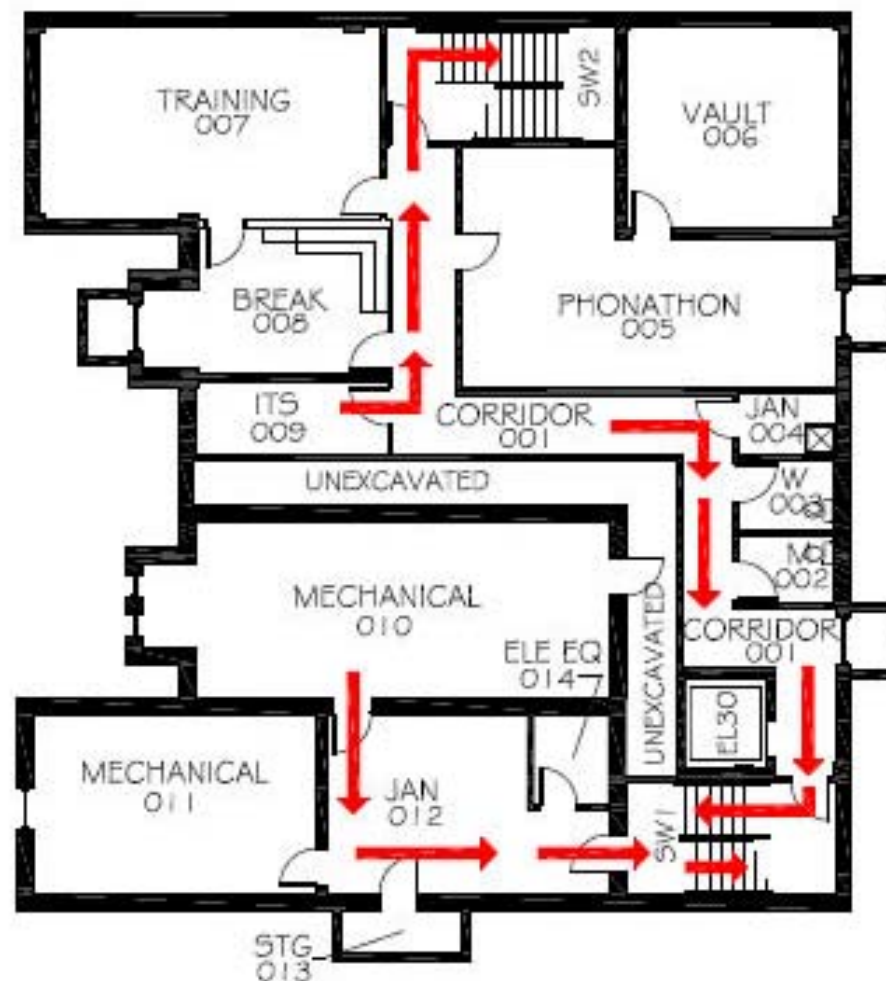 TRAINING
007
SW2
VAULT
006
BREAK
008
PHONATHON
005
ITS
009
CORRIDOR
001
JAN
004
UNEXCAVATED
W
003
M
002
MECHANICAL
010
CORRIDOR
001
ELE EQ
014
UNEXCAVATED
EL30
MECHANICAL
011
JAN
012
SW1
STG
013